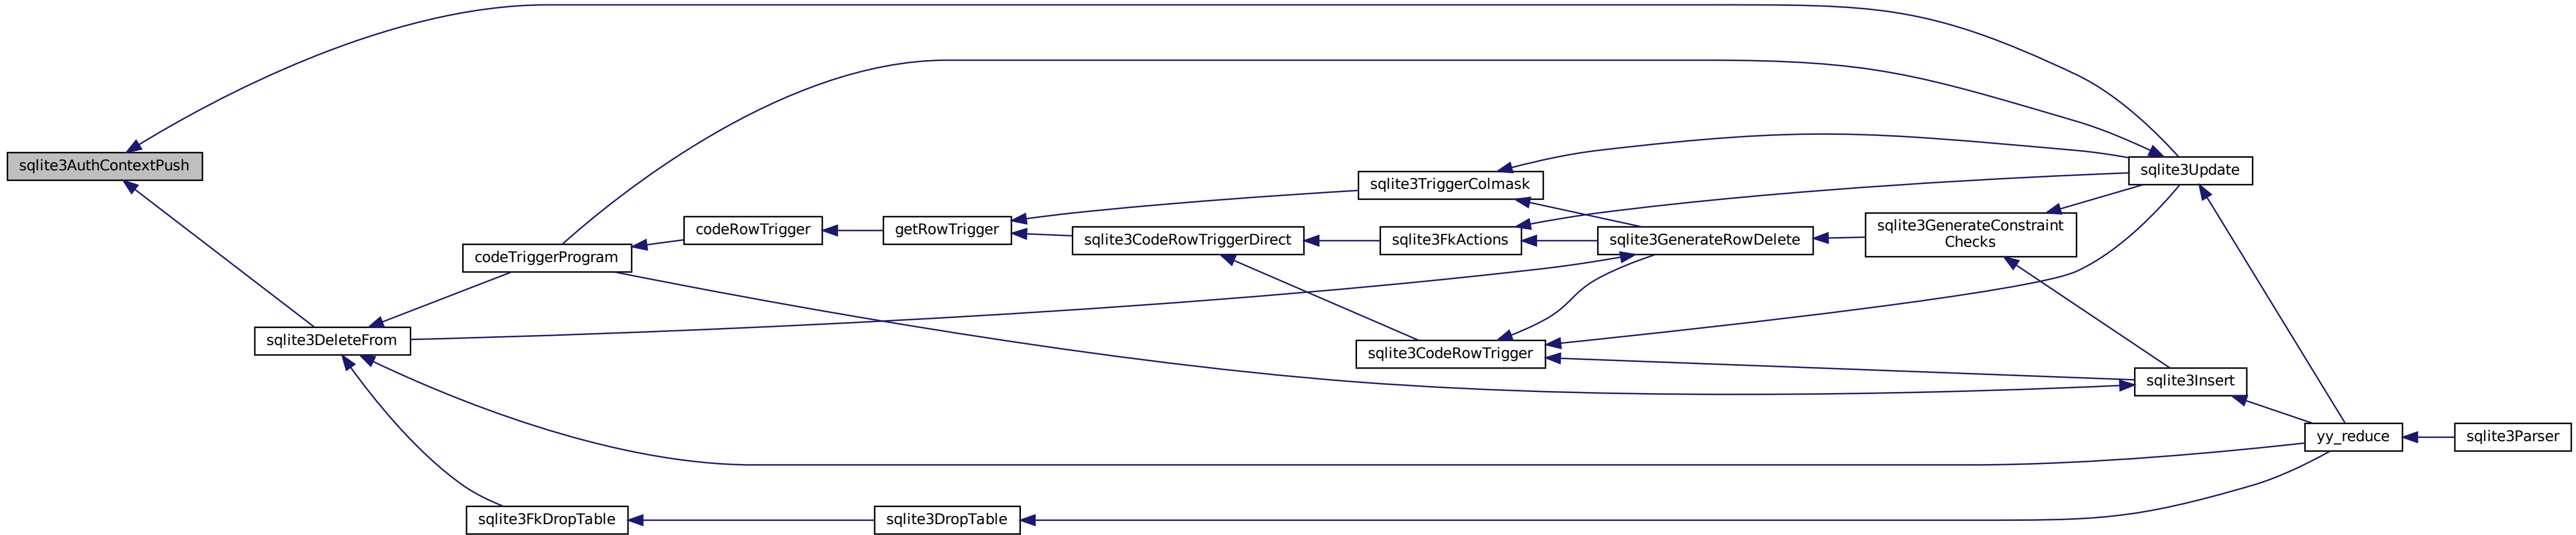 sqlite3AuthContextPush
sqlite3TriggerColmask
sqlite3Update
codeRowTrigger
getRowTrigger
sqlite3CodeRowTriggerDirect
sqlite3FkActions
sqlite3GenerateRowDelete
sqlite3GenerateConstraint
Checks
codeTriggerProgram
sqlite3DeleteFrom
sqlite3CodeRowTrigger
sqlite3Insert
yy_reduce
sqlite3Parser
sqlite3FkDropTable
sqlite3DropTable